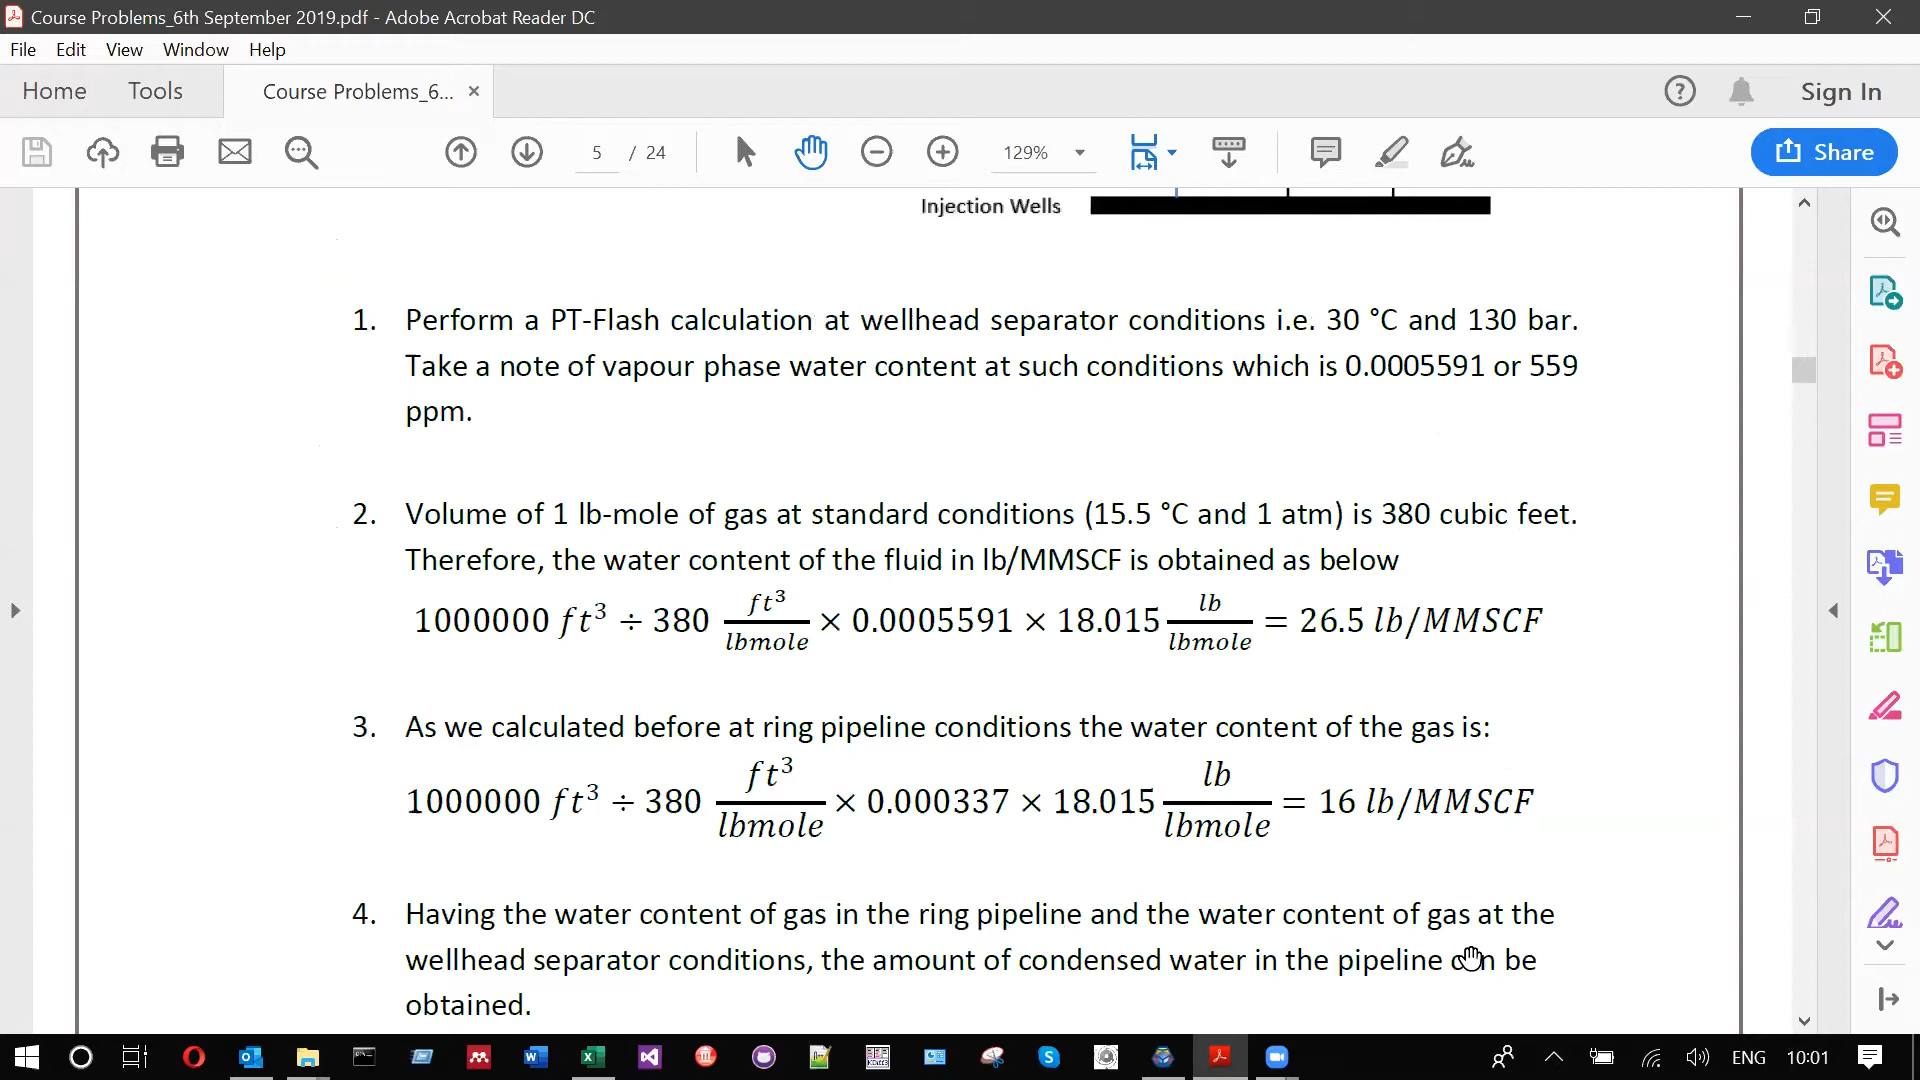 Course Problems_6th September 2019.pdf - Adobe Acrobat Reader DC
File Edit View Window Help
Home Tools Course Problems_6... × Sign In
5 / 24 129% Share
Injection Wells
1. Perform a PT-Flash calculation at wellhead separator conditions i.e. 30 °C and 130 bar.
Take a note of vapour phase water content at such conditions which is 0.0005591 or 559
ppm.
2. Volume of 1 lb-mole of gas at standard conditions (15.5 °C and 1 atm) is 380 cubic feet.
Therefore, the water content of the fluid in lb/MMSCF is obtained as below
1000000 ft³ ÷ 380 ft³/lbmole × 0.0005591 × 18.015 lb/lbmole = 26.5 lb/MMSCF
3. As we calculated before at ring pipeline conditions the water content of the gas is:
1000000 ft³ ÷ 380 ft³/lbmole × 0.000337 × 18.015 lb/lbmole = 16 lb/MMSCF
4. Having the water content of gas in the ring pipeline and the water content of gas at the
wellhead separator conditions, the amount of condensed water in the pipeline can be
obtained.
ENG 10:01